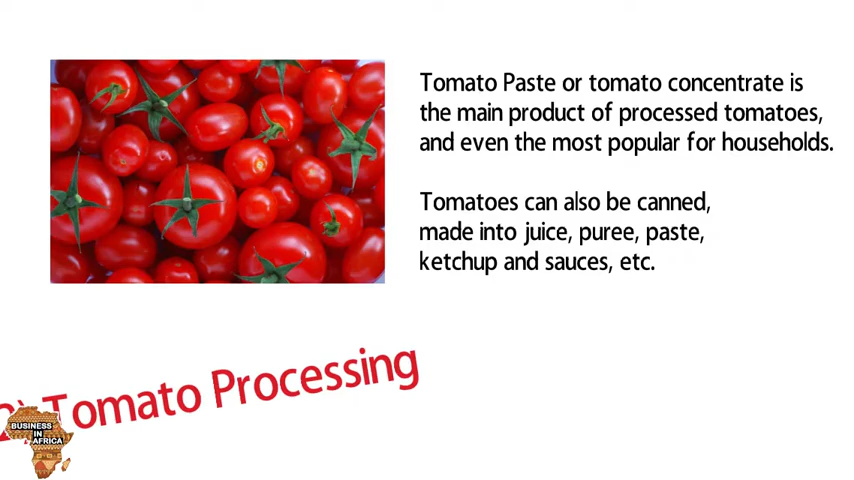 Tomato Paste or tomato concentrate is
the main product of processed tomatoes,
and even the most popular for households.
Tomatoes can also be canned,
made into juice, puree, paste,
ketchup and sauces, etc.
2) Tomato Processing
BUSINESS
IN
AFRICA